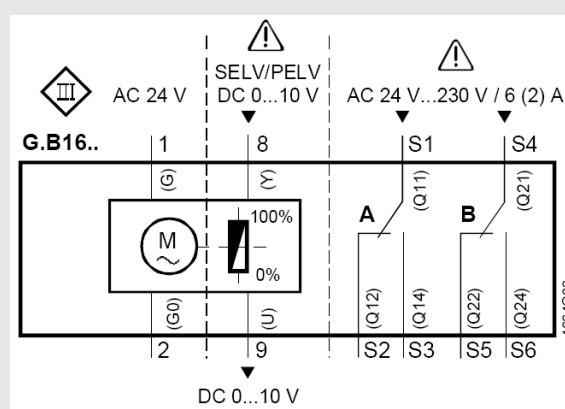 SELV/PELV
III AC 24 V DC 0...10 V AC 24 V...230 V / 6 (2) A
G.B16.. 1 8 S1 S4
(G) (Y) (Q11) (Q21)
A B
100%
M
0%
(G0) (U) (Q12) (Q14) (Q22) (Q24)
2 9 S2 S3 S5 S6
DC 0...10 V